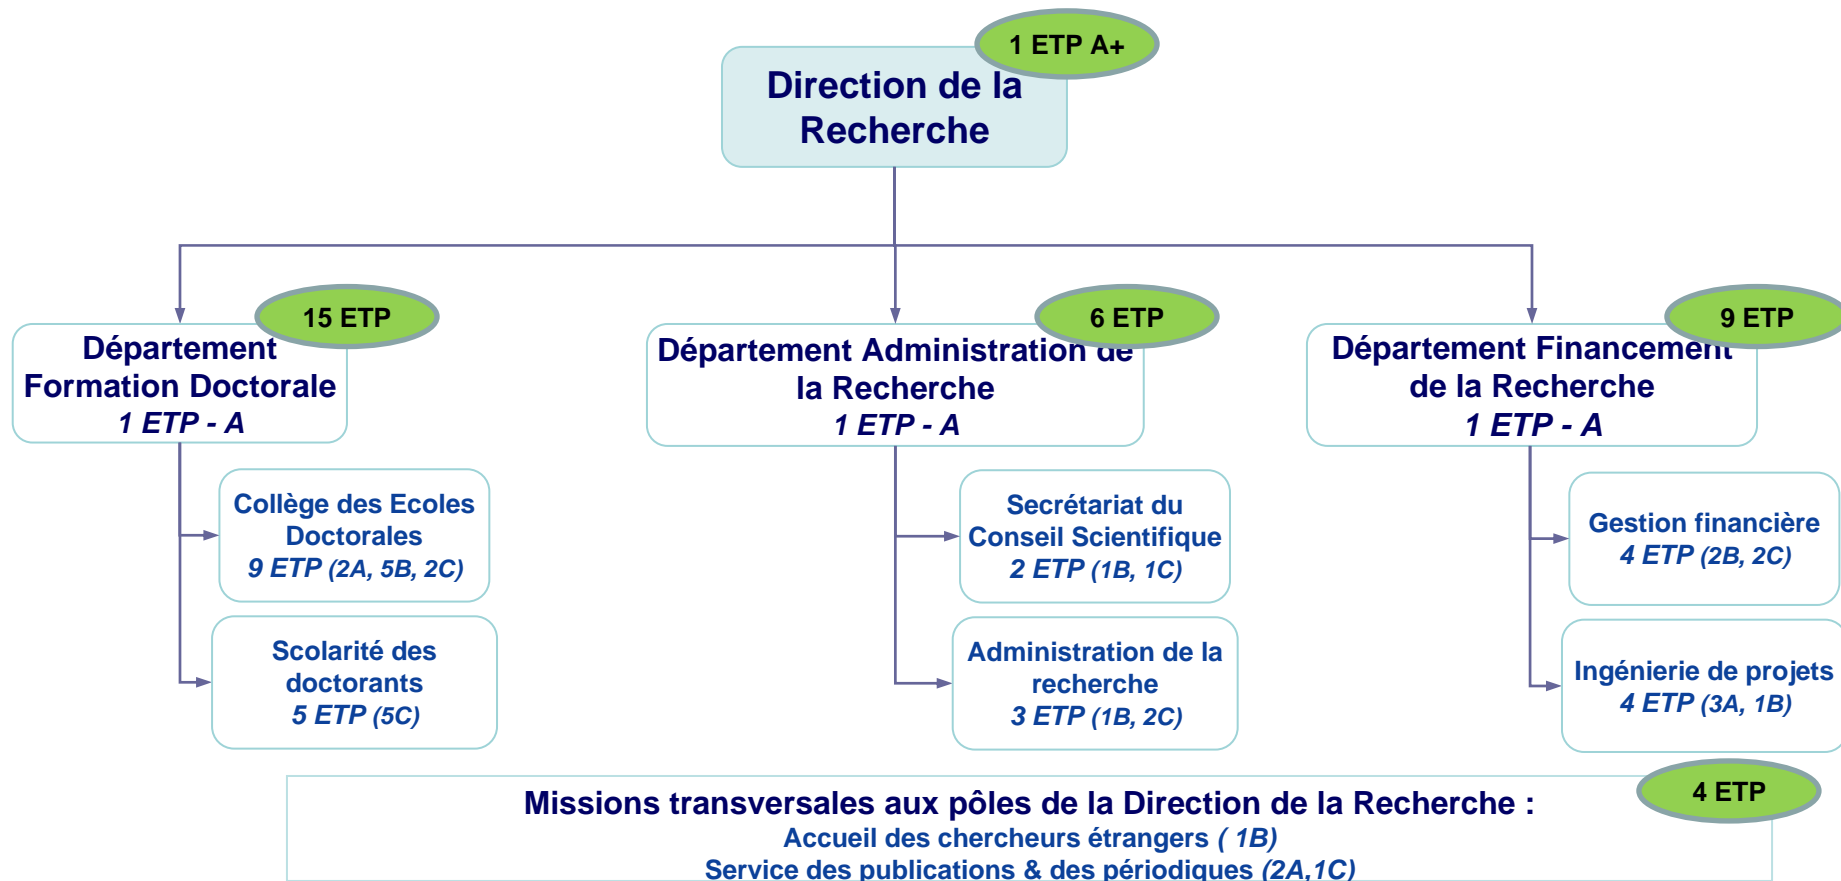 1 ETP A+
Direction de la
Recherche
15 ETP
Département
Formation Doctorale
1 ETP - A
Collège des Ecoles
Doctorales
9 ETP (2A, 5B, 2C)
Scolarité des
doctorants
5 ETP (5C)
6 ETP
Département Administration de
la Recherche
1 ETP - A
Secrétariat du
Conseil Scientifique
2 ETP (1B, 1C)
Administration de la
recherche
3 ETP (1B, 2C)
9 ETP
Département Financement
de la Recherche
1 ETP - A
Gestion financière
4 ETP (2B, 2C)
Ingénierie de projets
4 ETP (3A, 1B)
4 ETP
Missions transversales aux pôles de la Direction de la Recherche :
Accueil des chercheurs étrangers ( 1B)
Service des publications & des périodiques (2A,1C)